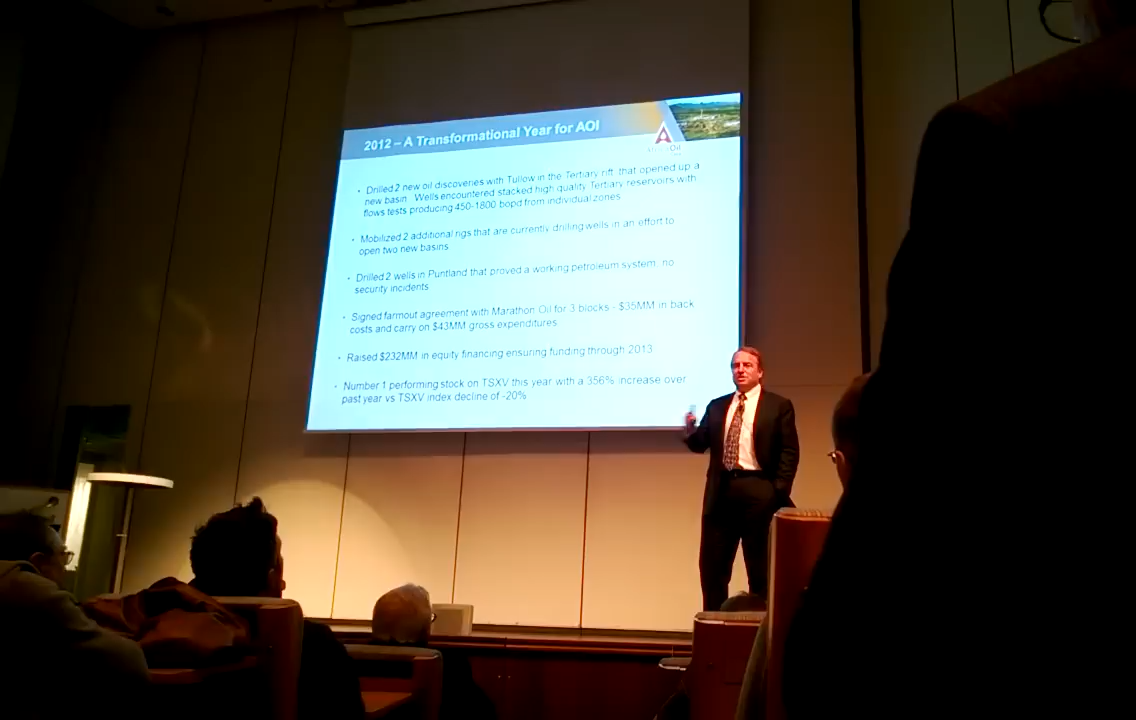 2012 – A Transformational Year for AOI
• Drilled 2 new oil discoveries with Tullow in the Tertiary rift that opened up a
new basin. Wells encountered stacked high quality Tertiary reservoirs with
flows tests producing 450-1800 bopd from individual zones
• Mobilized 2 additional rigs that are currently drilling wells in an effort to
open two new basins
• Drilled 2 wells in Puntland that proved a working petroleum system, no
security incidents
• Signed farmout agreement with Marathon Oil for 3 blocks - $35MM in back
costs and carry on $43MM gross expenditures
• Raised $232MM in equity financing ensuring funding through 2013
• Number 1 performing stock on TSXV this year with a 356% increase over
past year vs TSXV index decline of -20%